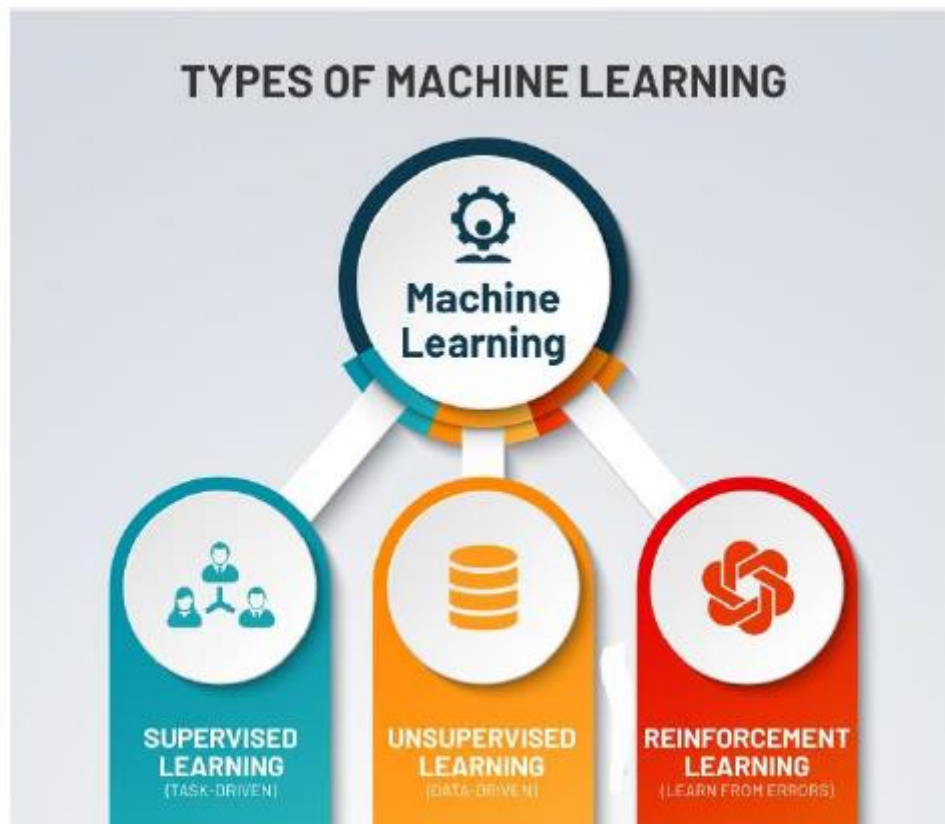 TYPES OF MACHINE LEARNING
Machine
Learning
SUPERVISED
LEARNING
(TASK-DRIVEN)
UNSUPERVISED
LEARNING
(DATA-DRIVEN)
REINFORCEMENT
LEARNING
(LEARN FROM ERRORS)